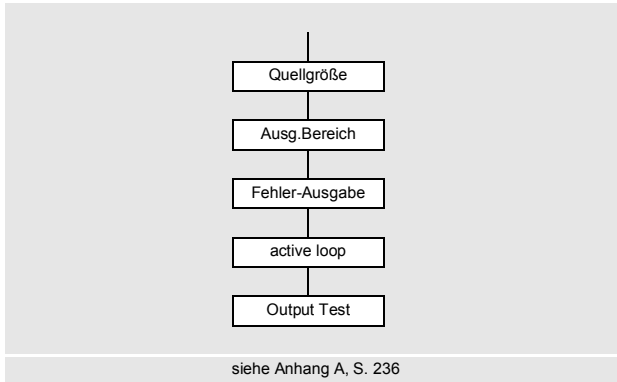 Quellgröße
Ausg.Bereich
Fehler-Ausgabe
active loop
Output Test
siehe Anhang A, S. 236